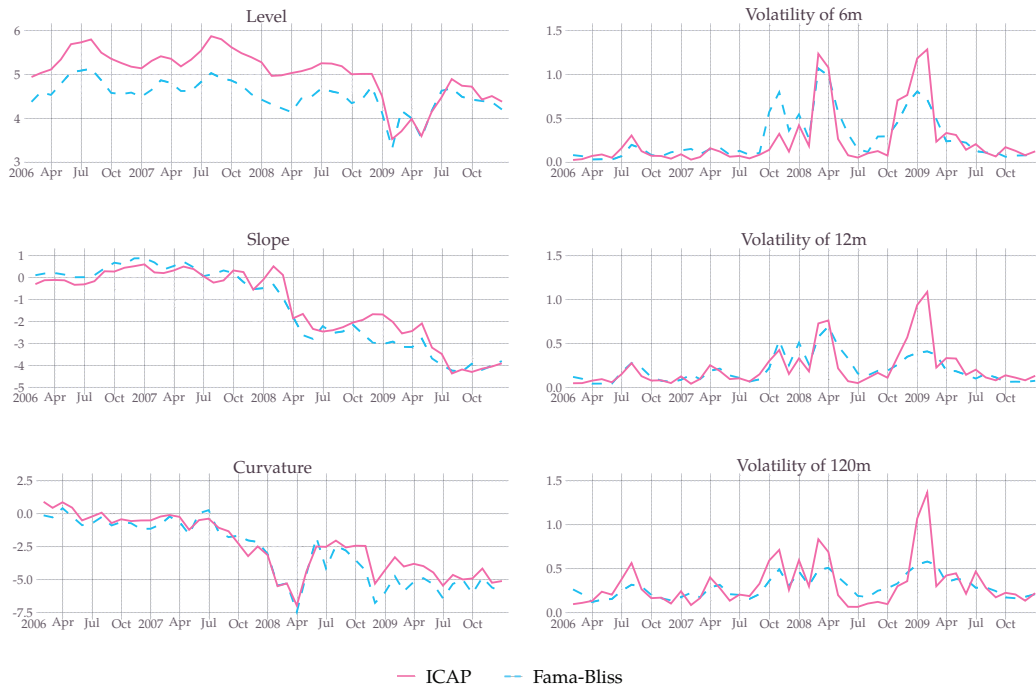 Level
6
5
4
3
2006 Apr Jul Oct 2007 Apr Jul Oct 2008 Apr Jul Oct 2009 Apr Jul Oct
Volatility of 6m
1.5
1.0
0.5
0.0
2006 Apr Jul Oct 2007 Apr Jul Oct 2008 Apr Jul Oct 2009 Apr Jul Oct
Slope
1
0
-1
-2
-3
-4
-5
2006 Apr Jul Oct 2007 Apr Jul Oct 2008 Apr Jul Oct 2009 Apr Jul Oct
Volatility of 12m
1.5
1.0
0.5
0.0
2006 Apr Jul Oct 2007 Apr Jul Oct 2008 Apr Jul Oct 2009 Apr Jul Oct
Curvature
2.5
0.0
-2.5
-5.0
-7.5
2006 Apr Jul Oct 2007 Apr Jul Oct 2008 Apr Jul Oct 2009 Apr Jul Oct
Volatility of 120m
1.5
1.0
0.5
0.0
2006 Apr Jul Oct 2007 Apr Jul Oct 2008 Apr Jul Oct 2009 Apr Jul Oct
ICAP Fama-Bliss